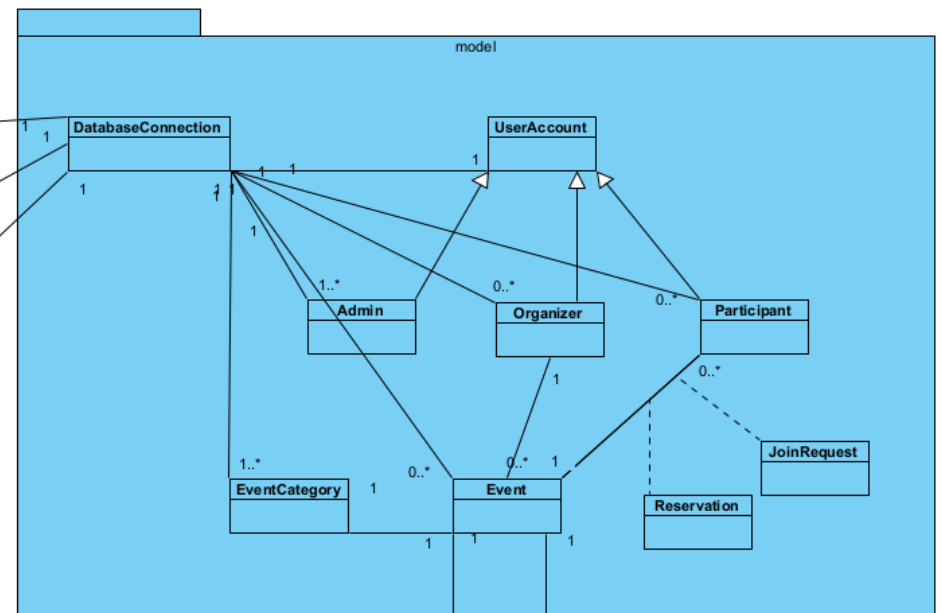 model
1
1
DatabaseConnection
UserAccount
1
1
1
1
1
1
1
1
1
1..*
0..*
0..*
Admin
Organizer
Participant
1
0..*
1..*
0..*
0..*
1
JoinRequest
EventCategory
1
Event
Reservation
1
1
1